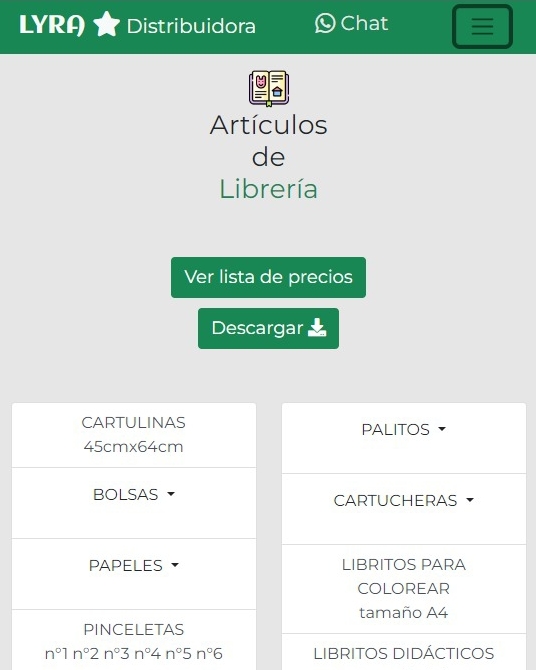 LYRA Distribuidora Chat
Artículos
de
Librería
Ver lista de precios
Descargar
CARTULINAS
45cmx64cm
BOLSAS
PAPELES
PINCELETAS
n°1 n°2 n°3 n°4 n°5 n°6
PALITOS
CARTUCHERAS
LIBRITOS PARA
COLOREAR
tamaño A4
LIBRITOS DIDÁCTICOS